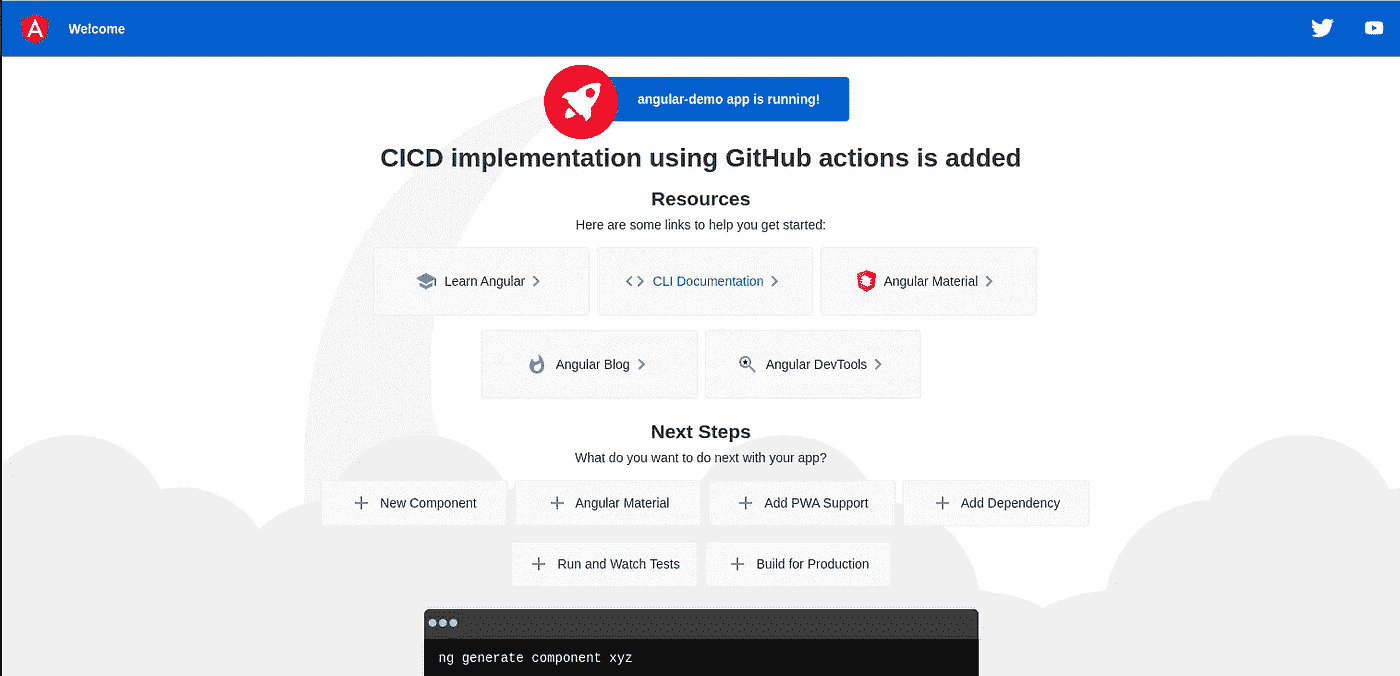 Welcome
angular-demo app is running!
CICD implementation using GitHub actions is added
Resources
Here are some links to help you get started:
Learn Angular
CLI Documentation
Angular Material
Angular Blog
Angular DevTools
Next Steps
What do you want to do next with your app?
New Component
Angular Material
Add PWA Support
Add Dependency
Run and Watch Tests
Build for Production
ng generate component xyz